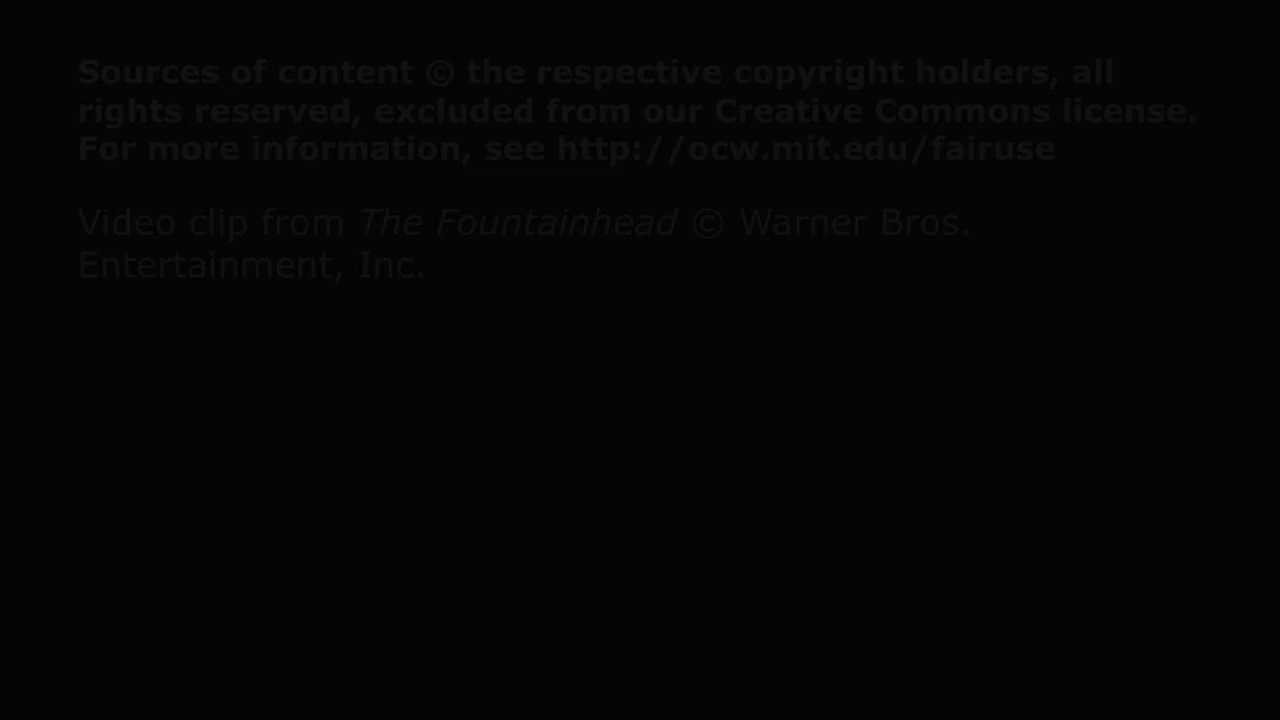 Sources of content © the respective copyright holders, all
rights reserved, excluded from our Creative Commons license.
For more information, see http://ocw.mit.edu/fairuse
Video clip from The Fountainhead © Warner Bros.
Entertainment, Inc.